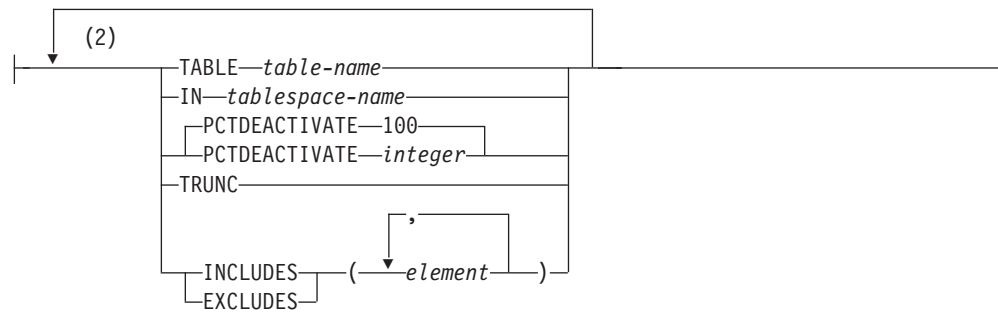 (2)
TABLE table-name
IN tablespace-name
PCTDEACTIVATE 100
PCTDEACTIVATE integer
TRUNC
,
INCLUDES ( element )
EXCLUDES